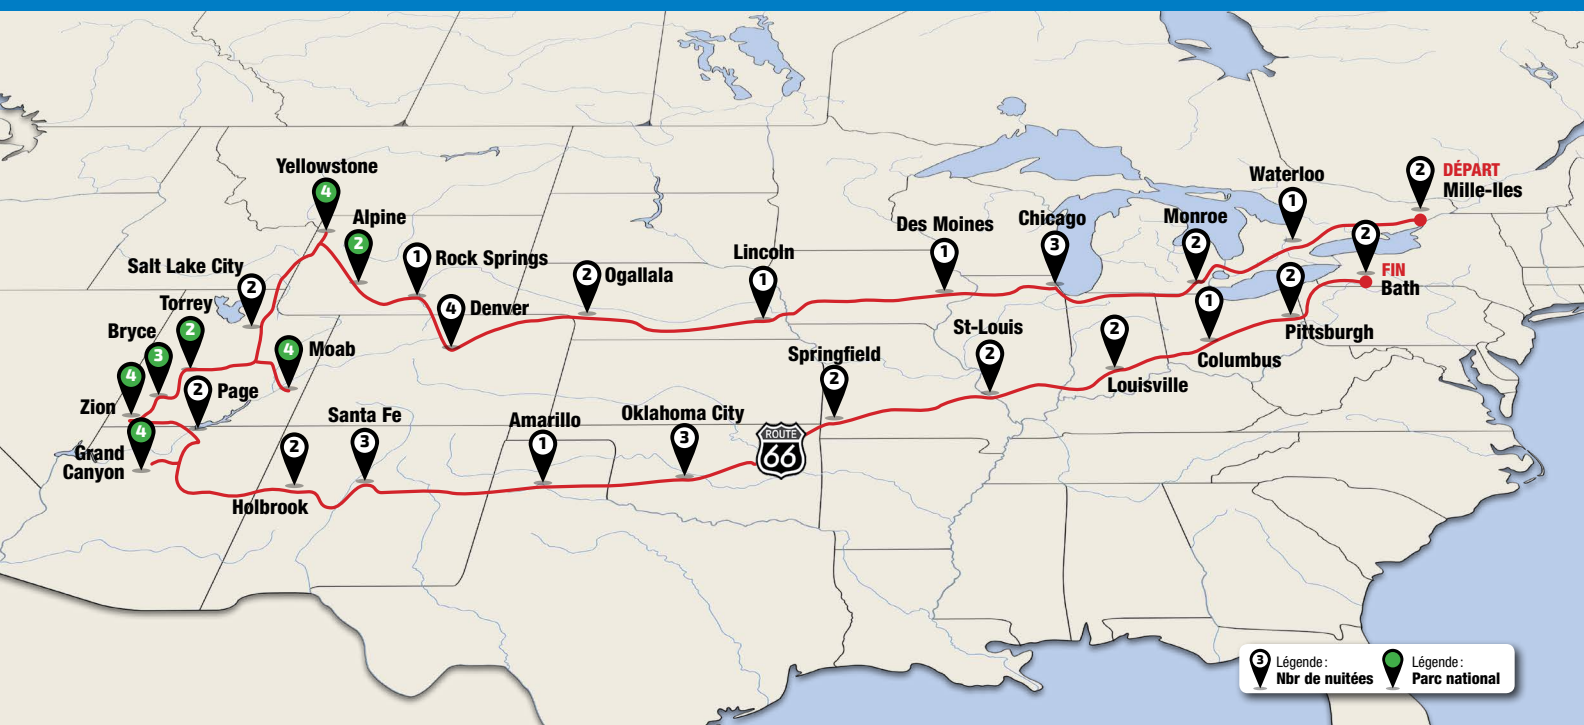 Yellowstone
4
Alpine
2
Salt Lake City
2
1
Rock Springs
2
Ogallala
Lincoln
1
Des Moines
1
Chicago
3
Monroe
2
Waterloo
1
2
DÉPART
Mille-Iles
2
FIN
Bath
Torrey
2
4
Denver
Bryce
3
4
Moab
4
Zion
2
Page
4
Grand
Canyon
2
Holbrook
Santa Fe
3
Amarillo
1
Oklahoma City
3
ROUTE
66
Springfield
2
St-Louis
2
2
Louisville
1
Columbus
2
Pittsburgh
3
Légende :
Nbr de nuitées
Légende :
Parc national